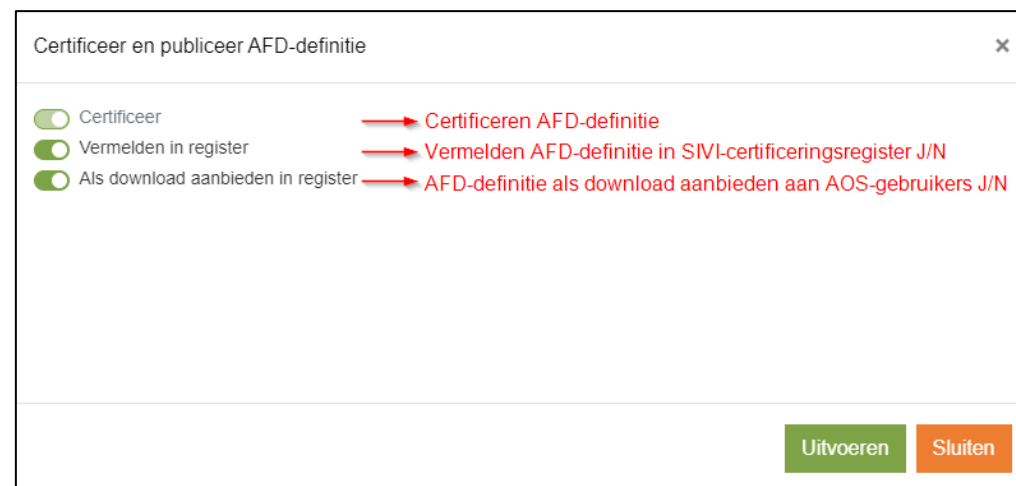 Certificeer en publiceer AFD-definitie ×
Certificeer Certificeren AFD-definitie
Vermelden in register Vermelden AFD-definitie in SIVI-certificeringsregister J/N
Als download aanbieden in register AFD-definitie als download aanbieden aan AOS-gebruikers J/N
Uitvoeren Sluiten